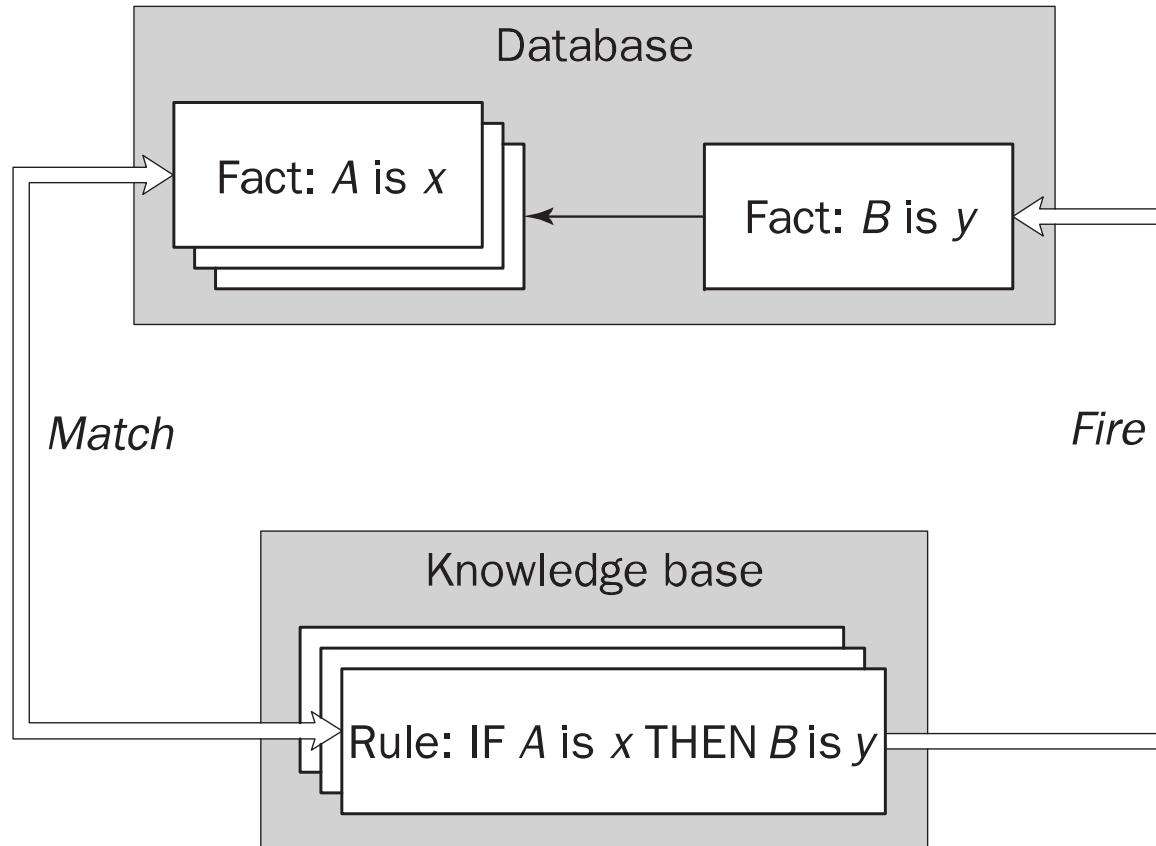 Database
Fact: A is x
Fact: B is y
Match
Fire
Knowledge base
Rule: IF A is x THEN B is y